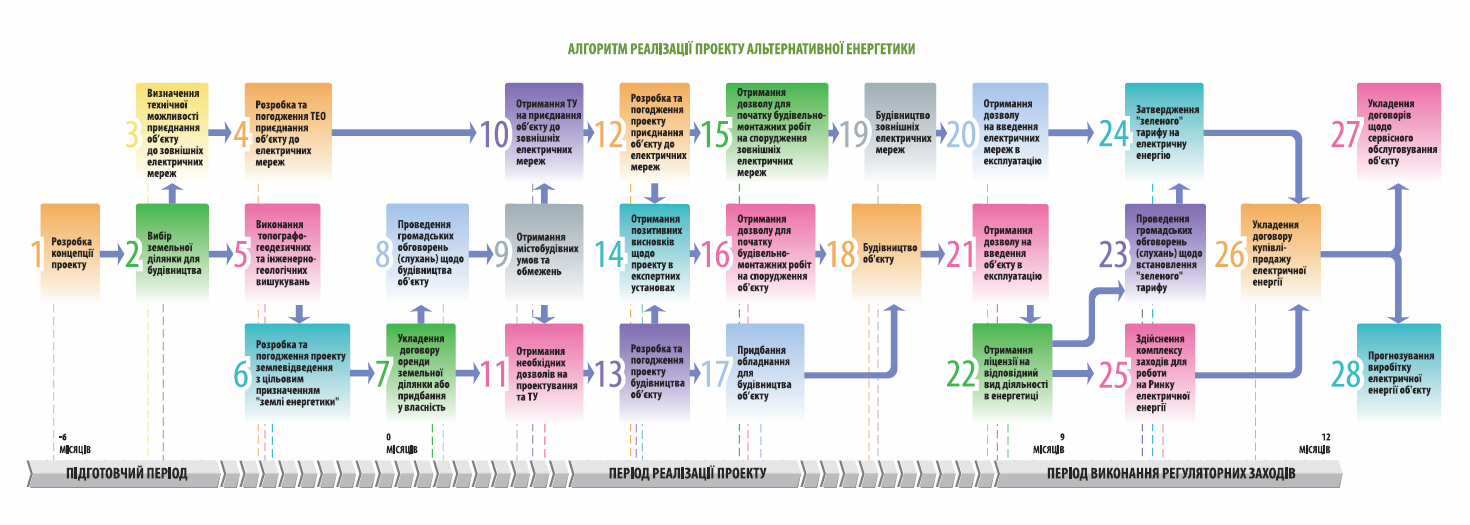 АЛГОРИТМ РЕАЛІЗАЦІЇ ПРОЕКТУ АЛЬТЕРНАТИВНОЇ ЕНЕРГЕТИКИ
1
Розробка
концепції
проекту
2
Вибір
земельної
ділянки для
будівництва
3
Визначення
технічної
можливості
приєднання
об'єкту
до зовнішніх
електричних
мереж
4
Розробка та
погодження ТЕО
приєднання
об'єкту до
електричних
мереж
5
Виконання
топографо-
геодезичних
та інженерно-
геологічних
вишукувань
6
Розробка та
погодження проекту
землевідведення
з цільовим
призначенням
"землі енергетики"
7
Укладення
договору
оренди
земельної
ділянки або
придбання
у власність
8
Проведення
громадських
обговорень
(слухань) щодо
будівництва
об'єкту
9
Отримання
містобудівних
умов та
обмежень
10
Отримання ТУ
на приєднання
об'єкту до
зовнішніх
електричних
мереж
11
Отримання
необхідних
дозволів на
проектування
та ТУ
12
Розробка та
погодження
проекту
приєднання
об'єкту до
електричних
мереж
13
Розробка та
погодження
проекту
будівництва
об'єкту
14
Отримання
позитивних
висновків
щодо
проекту в
експертних
установах
15
Отримання
дозволу для
початку будівельно-
монтажних робіт
на спорудження
зовнішніх
електричних
мереж
16
Отримання
дозволу для
початку
будівельно-
монтажних робіт
на спорудження
об'єкту
17
Придбання
обладнання
для
будівництва
об'єкту
18
Будівництво
об'єкту
19
Будівництво
зовнішніх
електричних
мереж
20
Отримання
дозволу
на введення
електричних
мереж в
експлуатацію
21
Отримання
дозволу на
введення
об'єкту в
експлуатацію
22
Отримання
ліцензії на
відповідний
вид діяльності
в енергетиці
23
Проведення
громадських
обговорень
(слухань) щодо
встановлення
"зеленого"
тарифу
24
Затвердження
"зеленого"
тарифу на
електричну
енергію
25
Здійснення
комплексу
заходів для
роботи
на Ринку
електричної
енергії
26
Укладення
договору
купівлі-
продажу
електричної
енергії
27
Укладення
договорів
щодо
сервісного
обслуговування
об'єкту
28
Прогнозування
виробітку
електричної
енергії об'єкту
-6
МІСЯЦІВ
0
МІСЯЦІВ
9
МІСЯЦІВ
12
МІСЯЦІВ
ПІДГОТОВЧИЙ ПЕРІОД
ПЕРІОД РЕАЛІЗАЦІЇ ПРОЕКТУ
ПЕРІОД ВИКОНАННЯ РЕГУЛЯТОРНИХ ЗАХОДІВ